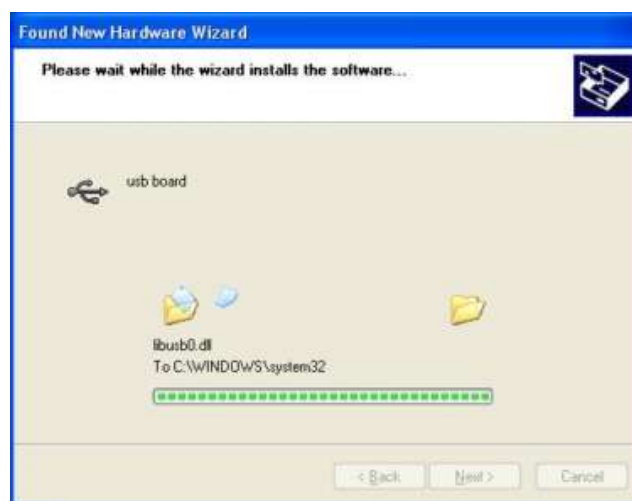 Found New Hardware Wizard
Please wait while the wizard installs the software...
usb board
libusb0.dll
To C:\WINDOWS\system32
< Back
Next >
Cancel